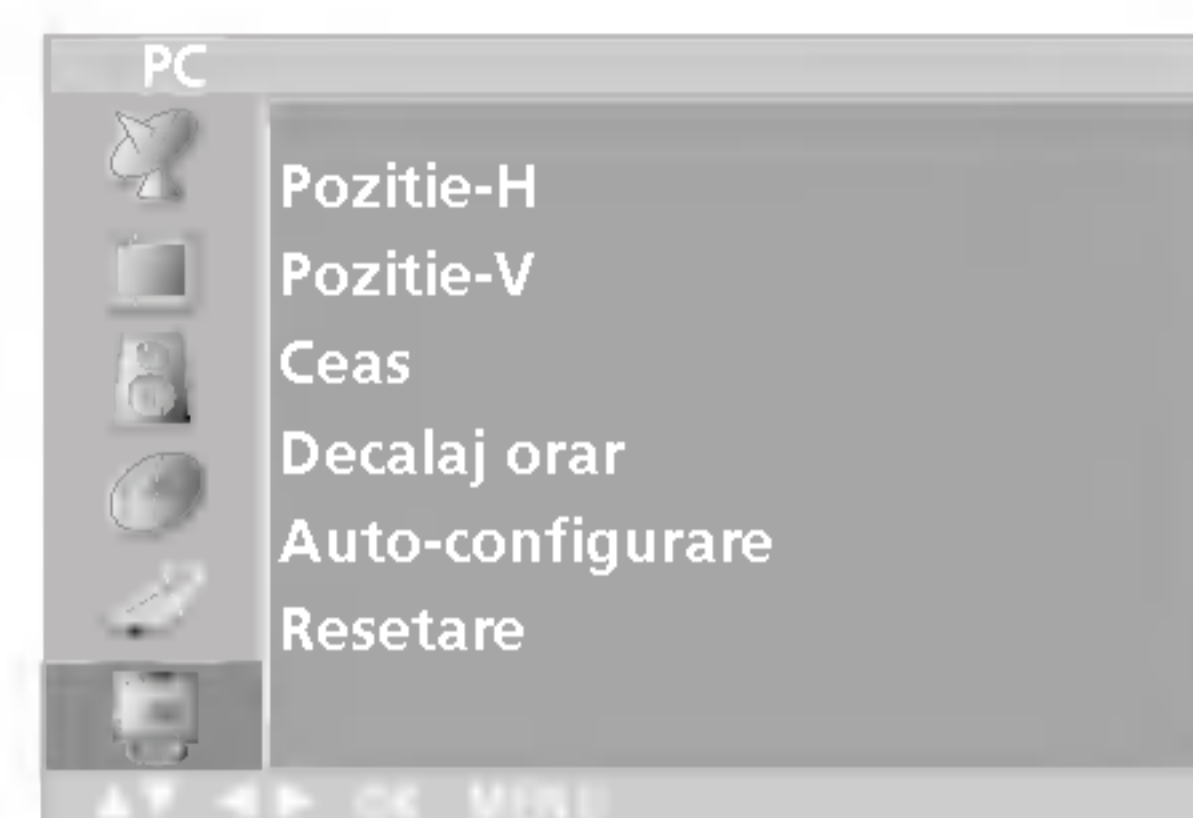 PC
Pozitie-H
Pozitie-V
Ceas
Decalaj orar
Auto-configurare
Resetare
▲▼ ◀ ▶ OK MENU